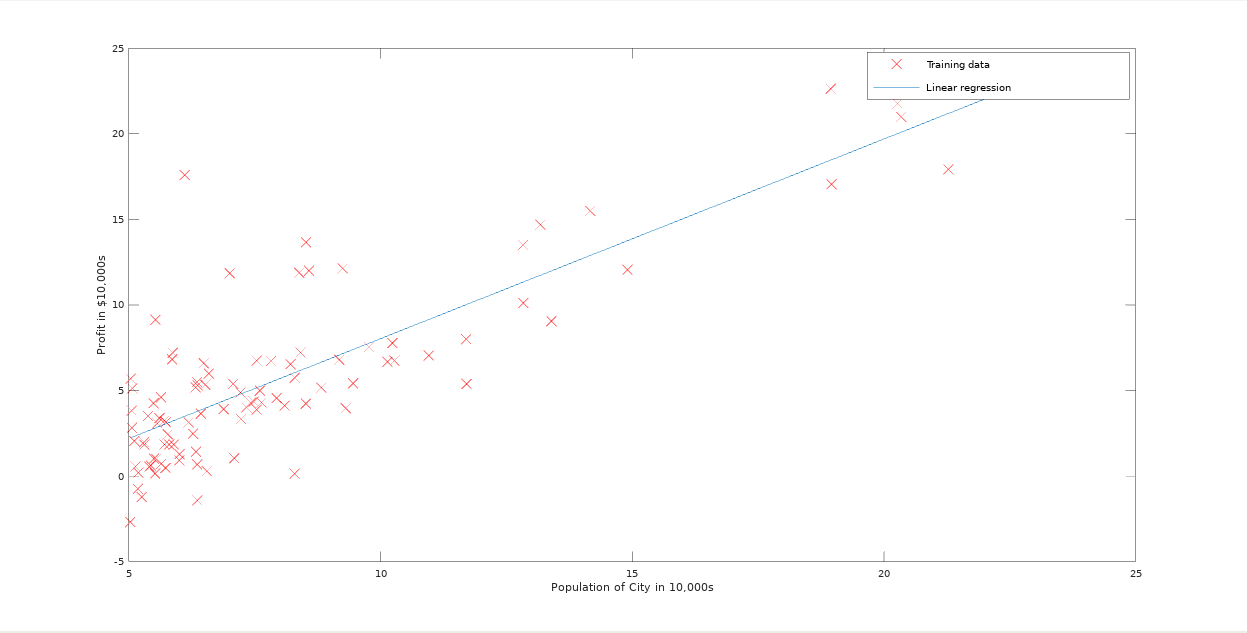 25
20
15
10
5
0
-5
Profit in $10,000s
Training data
Linear regression
5 10 15 20 25
Population of City in 10,000s